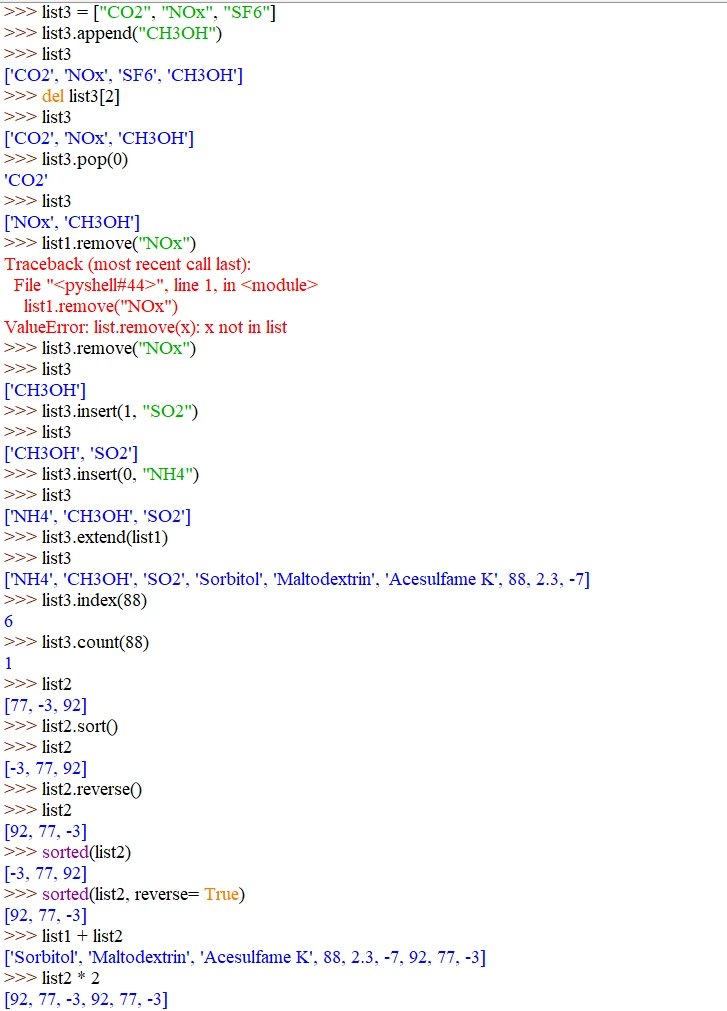 >>> list3 = ["CO2", "NOx", "SF6"]
>>> list3.append("CH3OH")
>>> list3
['CO2', 'NOx', 'SF6', 'CH3OH']
>>> del list3[2]
>>> list3
['CO2', 'NOx', 'CH3OH']
>>> list3.pop(0)
'CO2'
>>> list3
['NOx', 'CH3OH']
>>> list1.remove("NOx")
Traceback (most recent call last):
  File "<pyshell#44>", line 1, in <module>
    list1.remove("NOx")
ValueError: list.remove(x): x not in list
>>> list3.remove("NOx")
>>> list3
['CH3OH']
>>> list3.insert(1, "SO2")
>>> list3
['CH3OH', 'SO2']
>>> list3.insert(0, "NH4")
>>> list3
['NH4', 'CH3OH', 'SO2']
>>> list3.extend(list1)
>>> list3
['NH4', 'CH3OH', 'SO2', 'Sorbitol', 'Maltodextrin', 'Acesulfame K', 88, 2.3, -7]
>>> list3.index(88)
6
>>> list3.count(88)
1
>>> list2
[77, -3, 92]
>>> list2.sort()
>>> list2
[-3, 77, 92]
>>> list2.reverse()
>>> list2
[92, 77, -3]
>>> sorted(list2)
[-3, 77, 92]
>>> sorted(list2, reverse= True)
[92, 77, -3]
>>> list1 + list2
['Sorbitol', 'Maltodextrin', 'Acesulfame K', 88, 2.3, -7, 92, 77, -3]
>>> list2 * 2
[92, 77, -3, 92, 77, -3]